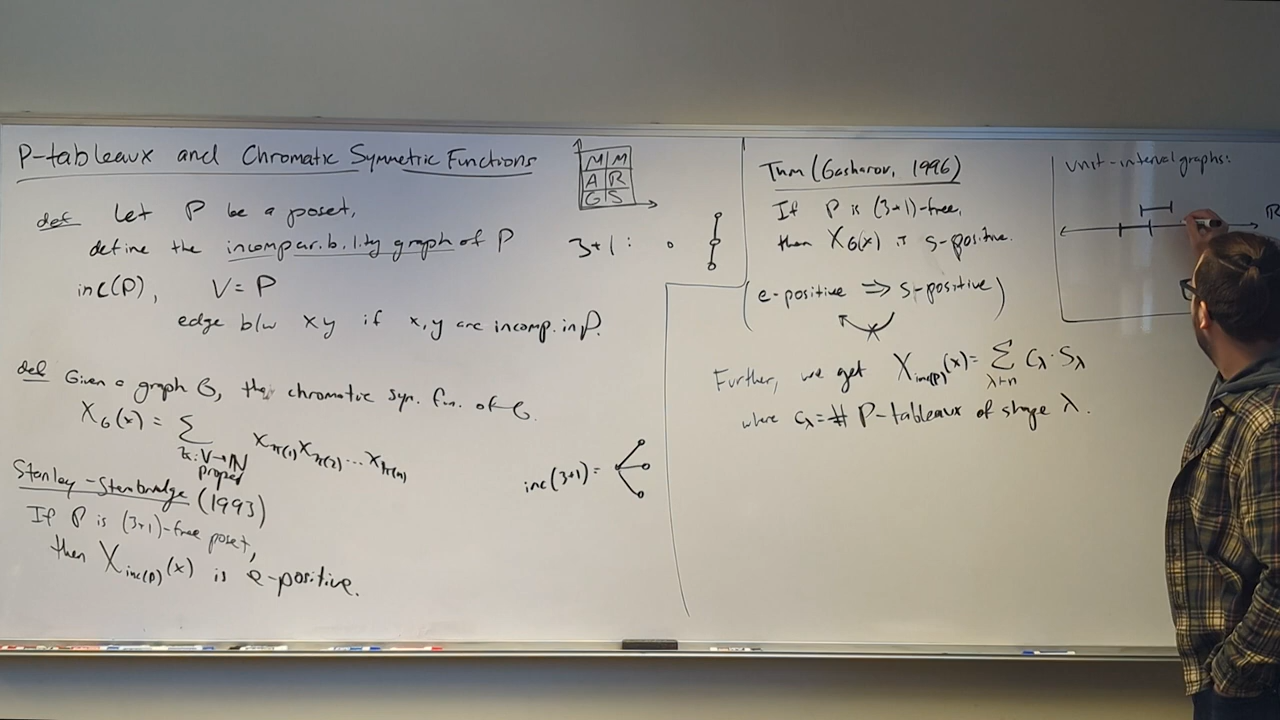 P-tableaux and Chromatic Symmetric Functions
M M
A R
G S
def Let P be a poset,
define the incomparability graph of P
inc(P), V = P
edge b/w x y if x, y are incomp. in P.
3+1:
def Given a graph G, the chromatic sym. fun. of G.
X_G(x) = Σ x_κ(1) x_κ(2) ... x_κ(n)
κ: V→ℕ
proper
Stanley-Stembridge (1993)
If P is (3+1)-free poset,
then X_inc(P)(x) is e-positive.
inc(3+1) =
Thm (Gasharov, 1996)
If P is (3+1)-free,
then X_G(x) is s-positive.
(e-positive ⇒ s-positive)
Further, we get X_inc(P)(x) = Σ c_λ · s_λ
λ⊢n
where c_λ = # P-tableaux of shape λ.
unit-interval graphs:
ℝ